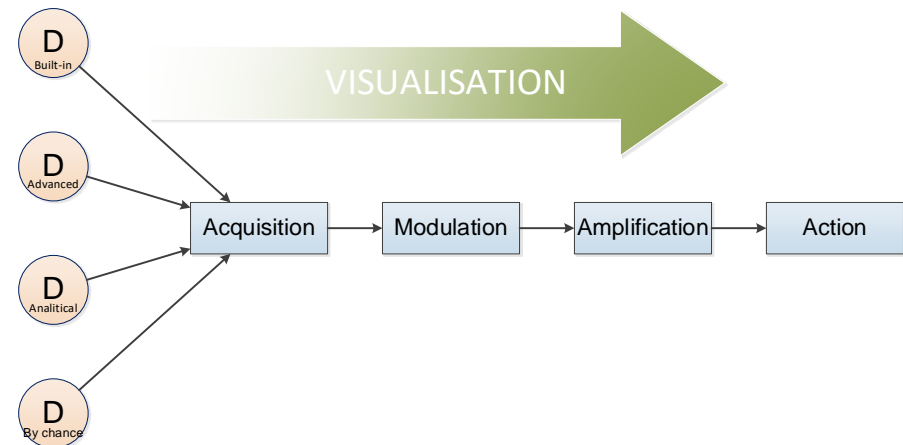 D
Built-in
VISUALISATION
D
Advanced
Acquisition
Modulation
Amplification
Action
D
Analitical
D
By chance